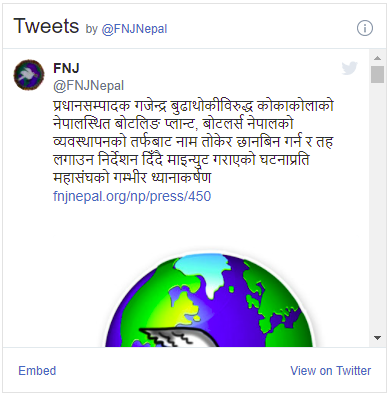 Tweets by @FNJNepal
FNJ
@FNJNepal
प्रधानसम्पादक गजेन्द्र बुढाथोकीविरुद्ध कोकाकोलाको
नेपालस्थित बोटलिङ प्लान्ट, बोटलर्स नेपालको
व्यवस्थापनको तर्फबाट नाम तोकेर छानबिन गर्न र तह
लगाउन निर्देशन दिँदै माइन्युट गराएको घटनाप्रति
महासंघको गम्भीर ध्यानाकर्षण
fnjnepal.org/np/press/450
Embed
View on Twitter